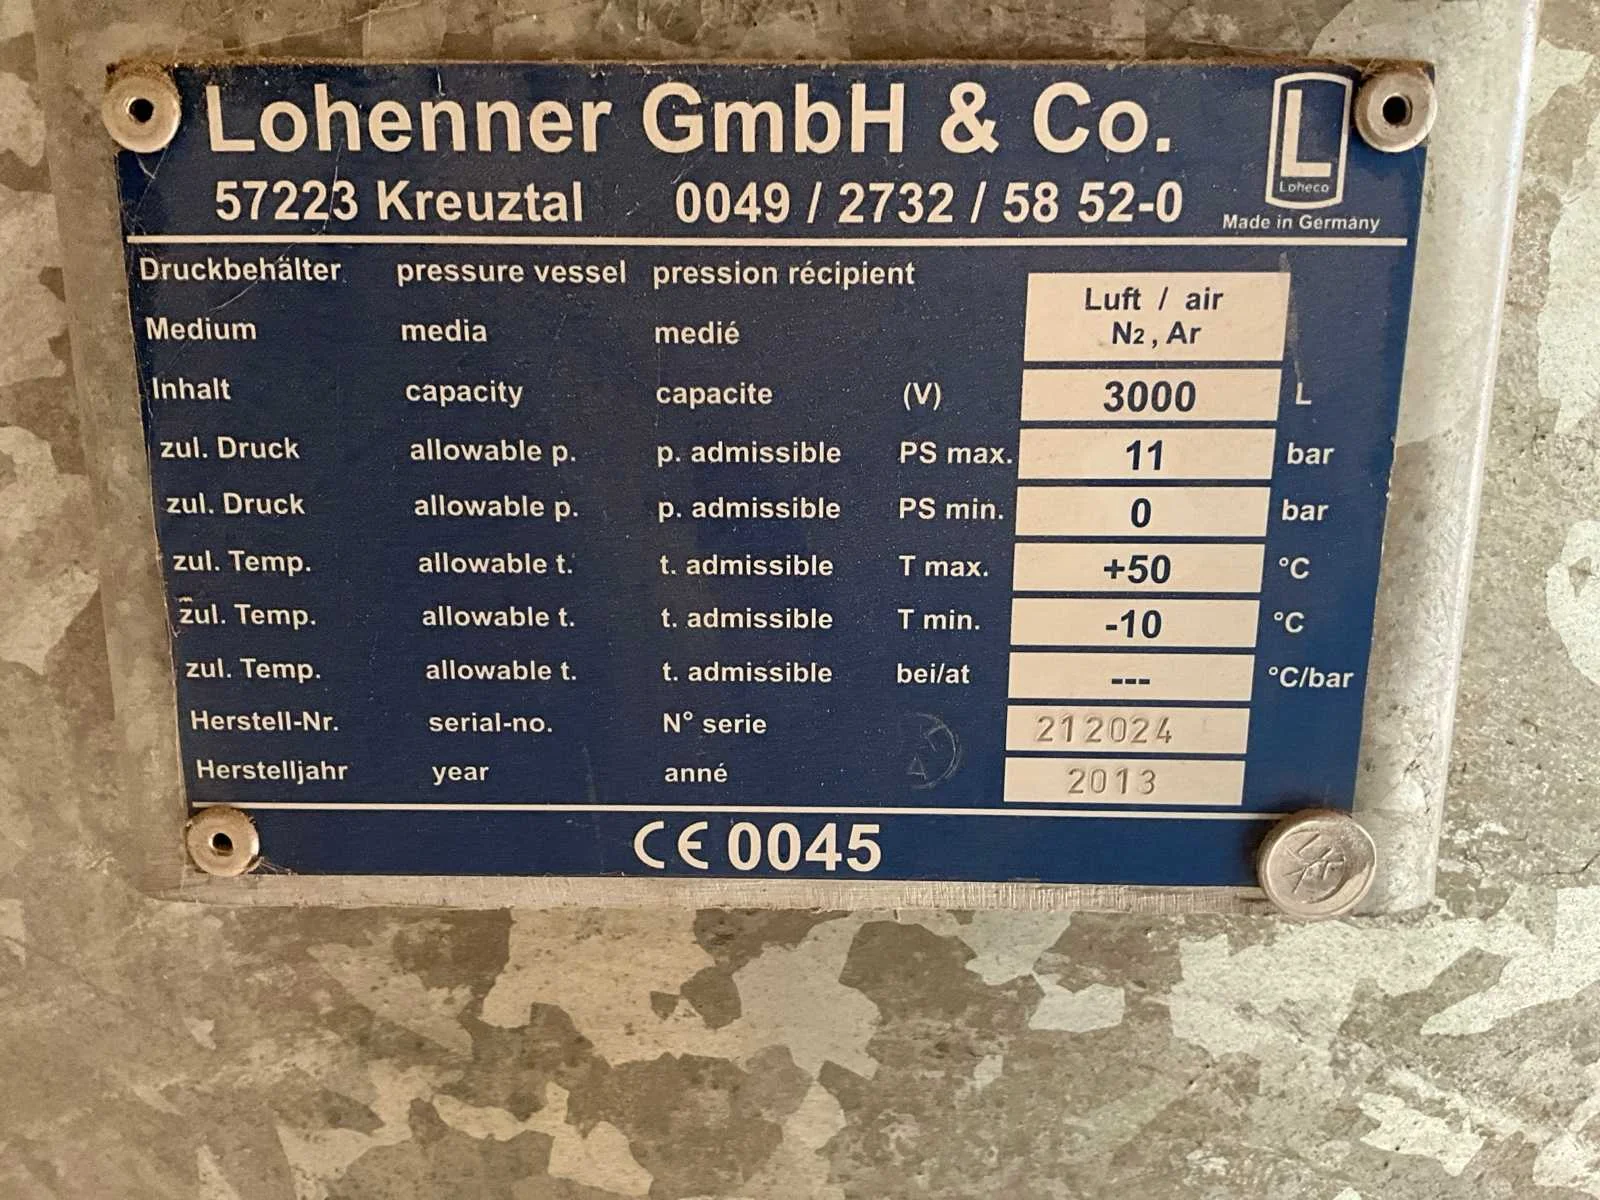 Lohenner GmbH & Co.
57223 Kreuztal 0049 / 2732 / 58 52-0
L
Loheco
Made in Germany
Druckbehälter pressure vessel pression récipient
Medium media medié Luft / air N2, Ar
Inhalt capacity capacite (V) 3000 L
zul. Druck allowable p. p. admissible PS max. 11 bar
zul. Druck allowable p. p. admissible PS min. 0 bar
zul. Temp. allowable t. t. admissible T max. +50 °C
zul. Temp. allowable t. t. admissible T min. -10 °C
zul. Temp. allowable t. t. admissible bei/at --- °C/bar
Herstell-Nr. serial-no. N° serie 212024
Herstelljahr year anné 2013
CE 0045